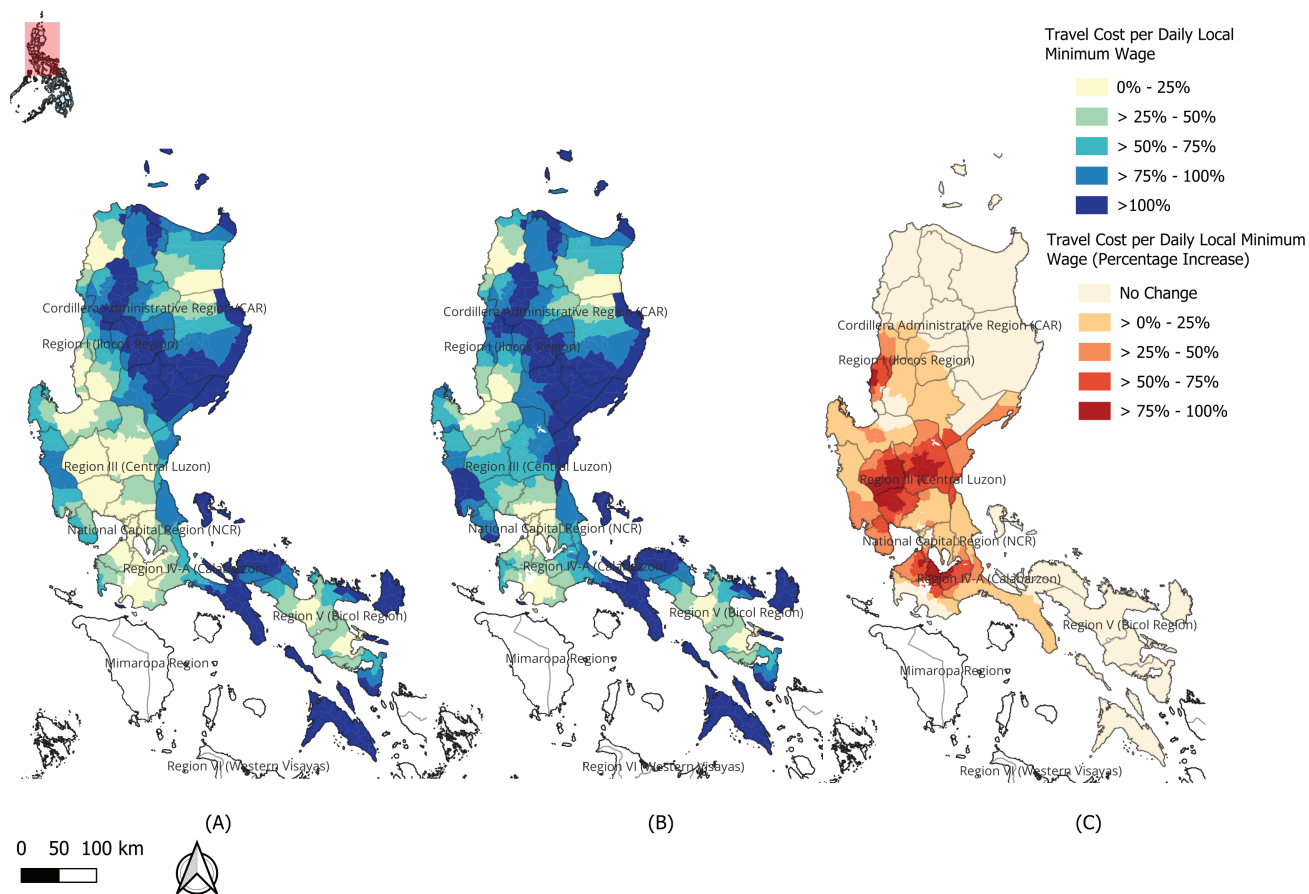 Travel Cost per Daily Local
Minimum Wage
0% - 25%
> 25% - 50%
> 50% - 75%
> 75% - 100%
>100%
Travel Cost per Daily Local Minimum
Wage (Percentage Increase)
No Change
> 0% - 25%
> 25% - 50%
> 50% - 75%
> 75% - 100%
Cordillera Administrative Region (CAR)
Region I (Ilocos Region)
Region III (Central Luzon)
National Capital Region (NCR)
Region IV-A (Calabarzon)
Region V (Bicol Region)
Mimaropa Region
Region VI (Western Visayas)
Cordillera Administrative Region (CAR)
Region I (Ilocos Region)
Region III (Central Luzon)
National Capital Region (NCR)
Region IV-A (Calabarzon)
Region V (Bicol Region)
Mimaropa Region
Region VI (Western Visayas)
Cordillera Administrative Region (CAR)
Region I (Ilocos Region)
Region III (Central Luzon)
National Capital Region (NCR)
Region IV-A (Calabarzon)
Region V (Bicol Region)
Mimaropa Region
Region VI (Western Visayas)
(A)
(B)
(C)
0 50 100 km